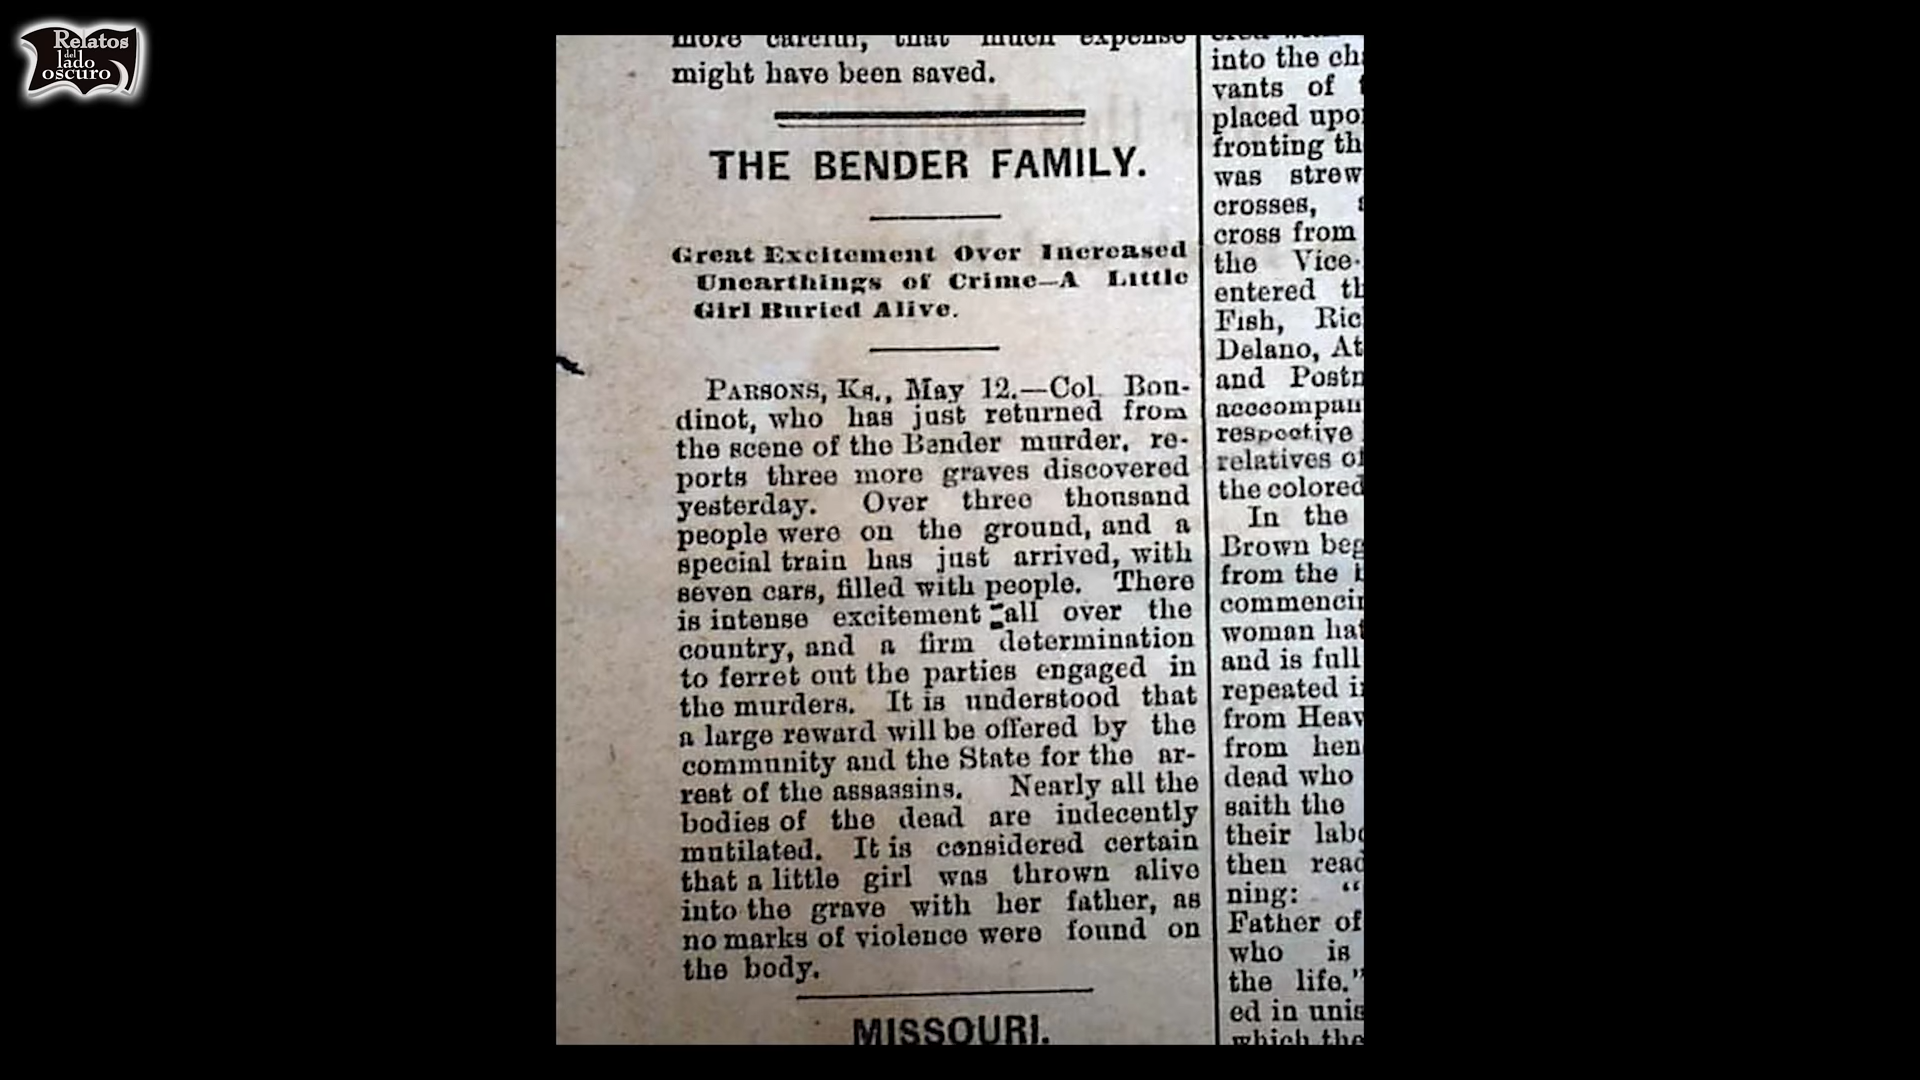 Relatos
del
lado
oscuro
might have been saved.
THE BENDER FAMILY.
Great Excitement Over Increased
Unearthings of Crime—A Little
Girl Buried Alive.
PARSONS, Ks., May 12.—Col. Bon-
dinot, who has just returned from
the scene of the Bander murder, re-
ports three more graves discovered
yesterday. Over three thousand
people were on the ground, and a
special train has just arrived, with
seven cars, filled with people. There
is intense excitement all over the
country, and a firm determination
to ferret out the parties engaged in
the murders. It is understood that
a large reward will be offered by the
community and the State for the ar-
rest of the assassins. Nearly all the
bodies of the dead are indecently
mutilated. It is considered certain
that a little girl was thrown alive
into the grave with her father, as
no marks of violence were found on
the body.
MISSOURI.
into the
vants of
placed
fronting
was
crosses,
cross from
the Vice-
entered
Fish,
Delano,
and
respective
relatives
the colored
In the
Brown
from the
woman
and is full
repeated
from
from
dead who
saith the
their
then
ning: "
Father of
who is
the life."
ed in